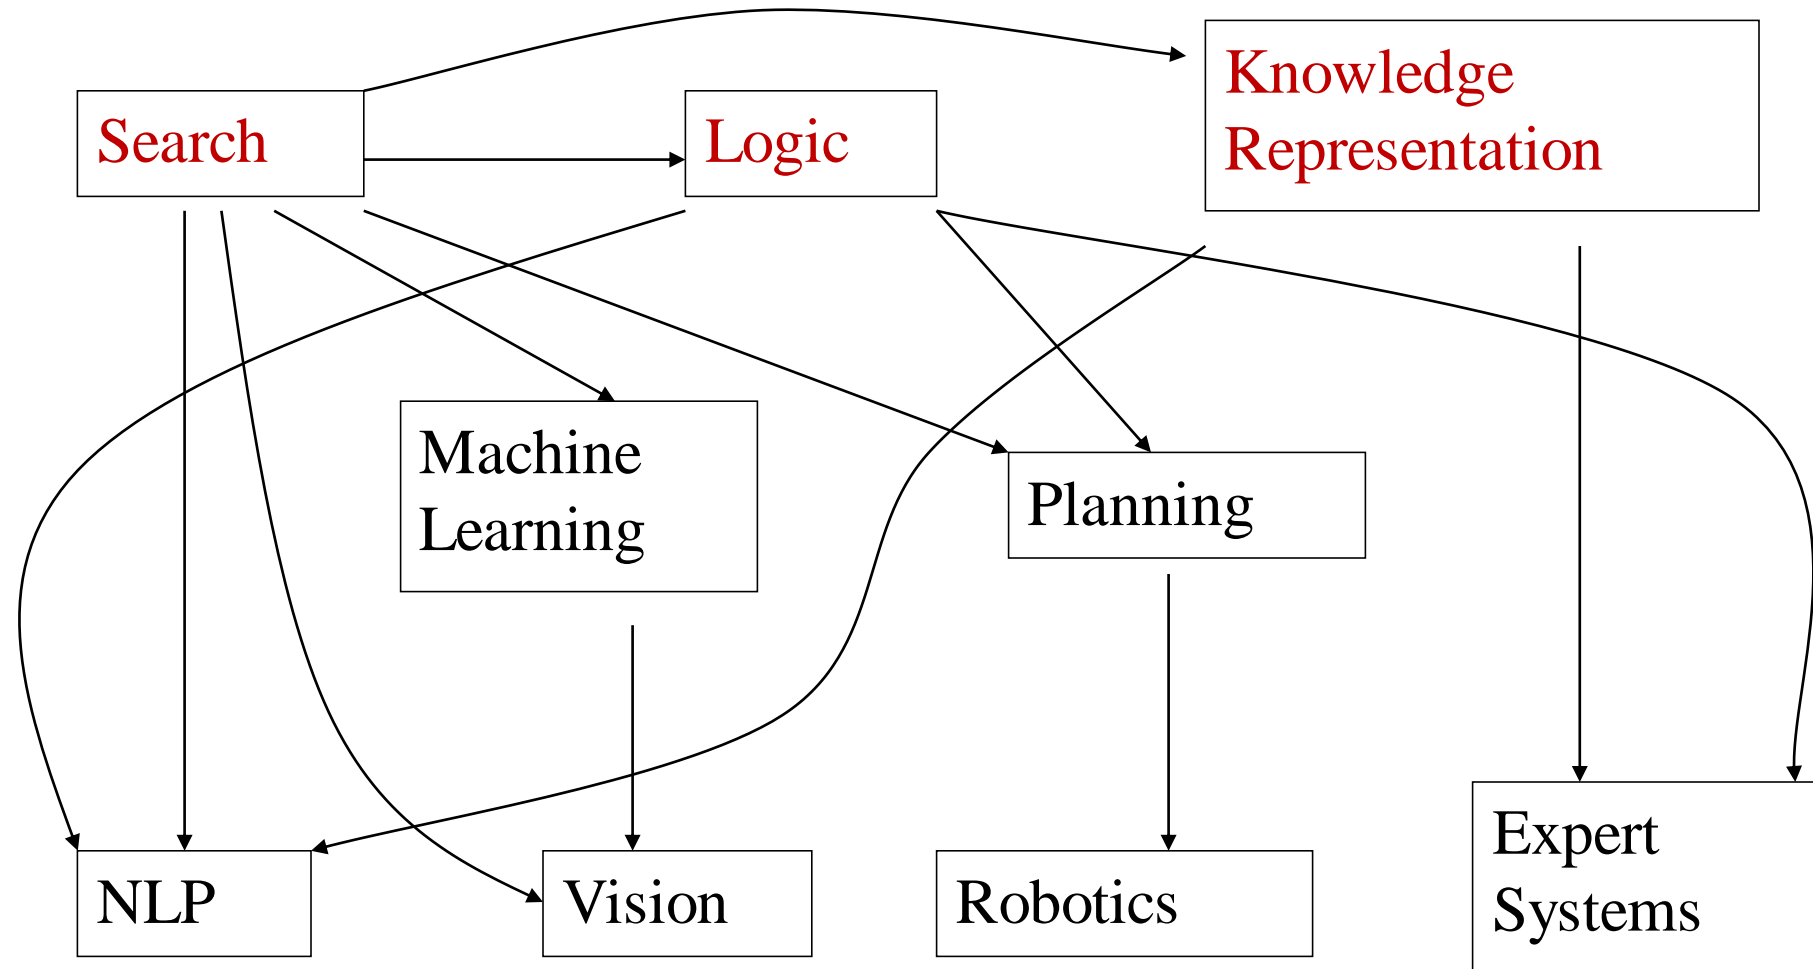 Search
Logic
Knowledge
Representation
Machine
Learning
Planning
NLP
Vision
Robotics
Expert
Systems